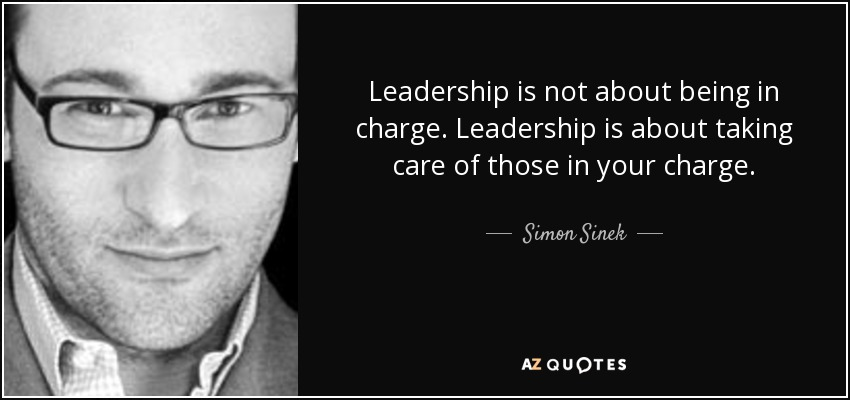 Leadership is not about being in
charge. Leadership is about taking
care of those in your charge.
Simon Sinek
AZ QUOTES